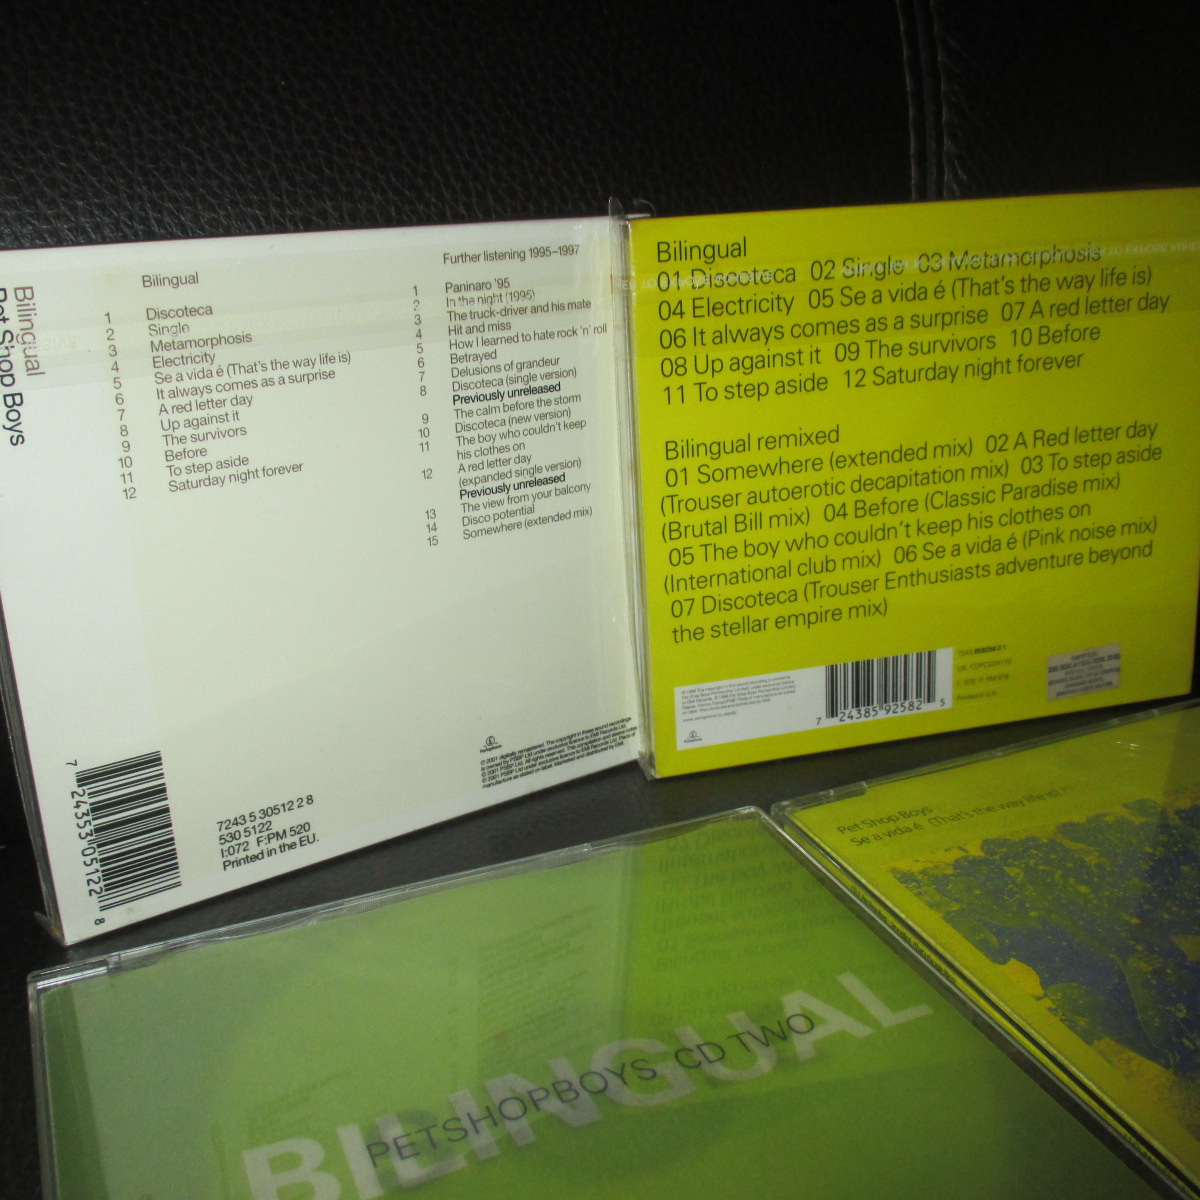 Bilingual
Pet Shop Boys
Bilingual
1 Discoteca
2 Single
3 Metamorphosis
4 Electricity
5 Se a vida é (That's the way life is)
6 It always comes as a surprise
7 A red letter day
8 Up against it
9 The survivors
10 Before
11 To step aside
12 Saturday night forever
Further listening 1995–1997
1 Paninaro '95
2 In the night (1995)
3 The truck-driver and his mate
4 Hit and miss
5 How I learned to hate rock 'n' roll
6 Betrayed
7 Delusions of grandeur
8 Discoteca (single version)
Previously unreleased
9 The calm before the storm
10 Discoteca (new version)
11 The boy who couldn't keep
his clothes on
12 A red letter day
(expanded single version)
Previously unreleased
13 The view from your balcony
14 Disco potential
15 Somewhere (extended mix)
7 24353 05122 8
7243 5 30512 2 8
530 5122
I:072 F:PM 520
Printed in the EU.
Bilingual
01 Discoteca 02 Single 03 Metamorphosis
04 Electricity 05 Se a vida é (That's the way life is)
06 It always comes as a surprise 07 A red letter day
08 Up against it 09 The survivors 10 Before
11 To step aside 12 Saturday night forever
Bilingual remixed
01 Somewhere (extended mix) 02 A Red letter day
(Trouser autoerotic decapitation mix) 03 To step aside
(Brutal Bill mix) 04 Before (Classic Paradise mix)
05 The boy who couldn't keep his clothes on
(International club mix) 06 Se a vida é (Pink noise mix)
07 Discoteca (Trouser Enthusiasts adventure beyond
the stellar empire mix)
7 24385 92582 5
Printed in U.K.
Pet Shop Boys
Se a vida é (That's the way life is)
BILINGUAL
PETSHOPBOYS CD TWO